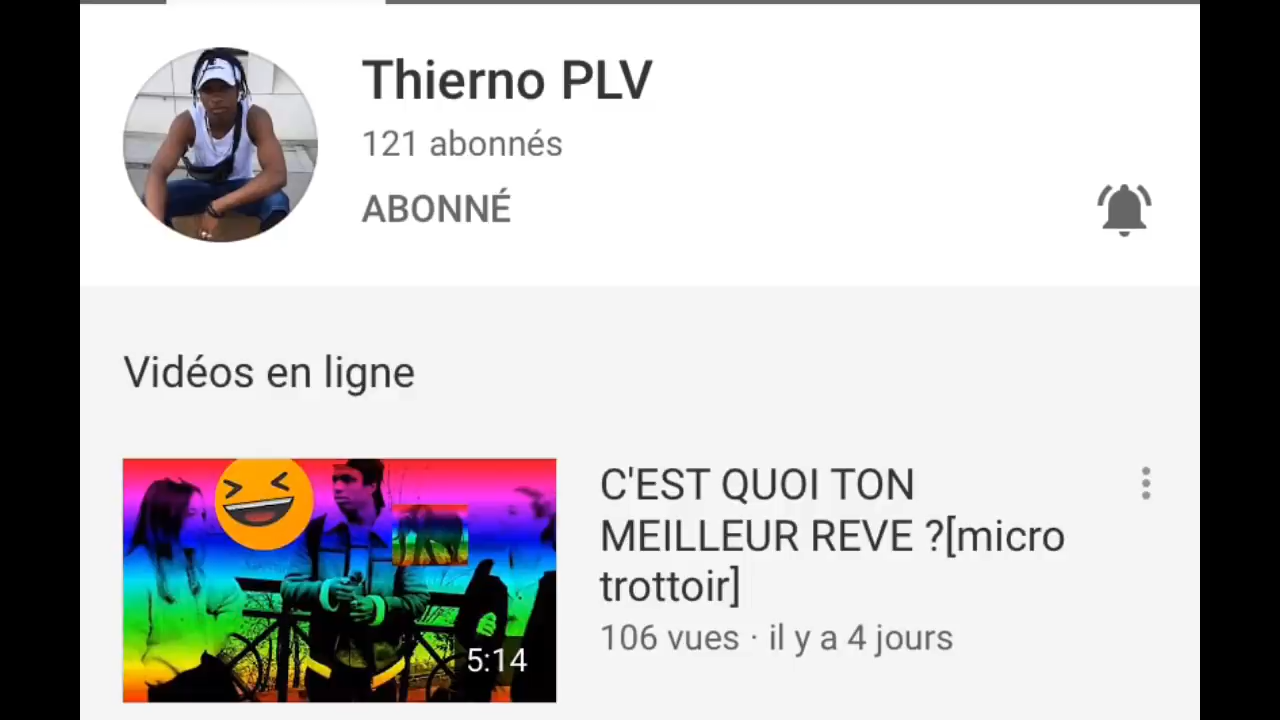 Thierno PLV
121 abonnés
ABONNÉ
Vidéos en ligne
C'EST QUOI TON
MEILLEUR REVE ?[micro
trottoir]
106 vues · il y a 4 jours
5:14